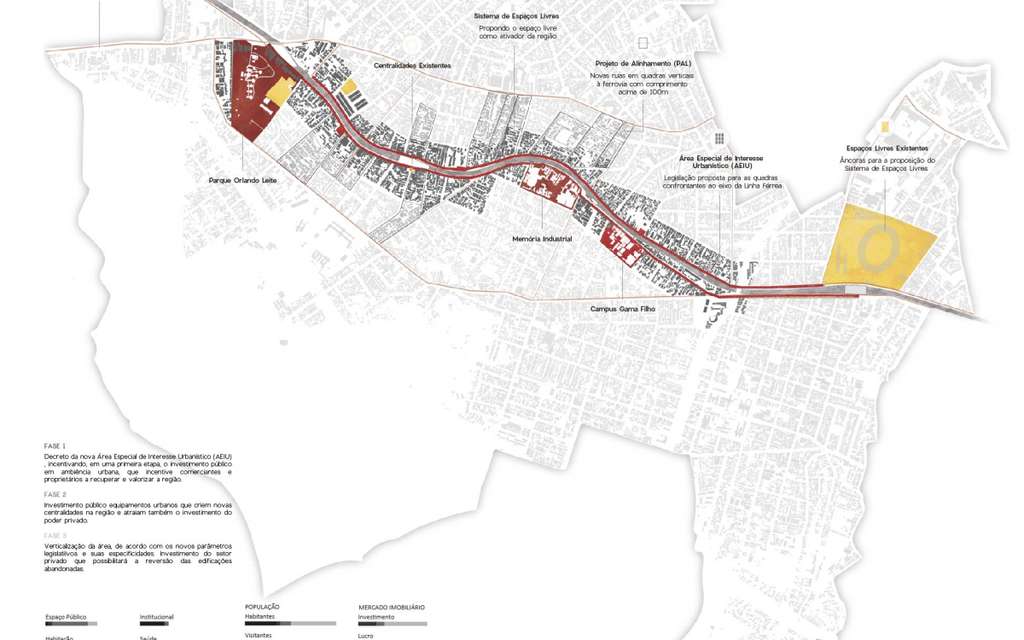 Sistema de Espaços Livres
Propondo o espaço livre
como ativador da região
Centralidades Existentes
Projeto de Alinhamento (PAL)
Novas ruas em quadras verticais
à ferrovia com comprimento
acima de 100m
Área Especial de Interesse
Urbanístico (AEIU)
Legislação proposta para as quadras
confrontantes ao eixo da Linha Férrea
Espaços Livres Existentes
Âncoras para a proposição do
Sistema de Espaços Livres
Parque Orlando Leite
Memória Industrial
Campus Gama Filho
FASE 1
Decreto da nova Área Especial de Interesse Urbanístico (AEIU)
, incentivando, em uma primeira etapa, o investimento público
em ambiência urbana, que incentive comerciantes e
proprietários a recuperar e valorizar a região.
FASE 2
Investimento público equipamentos urbanos que criem novas
centralidades na região e atraiam também o investimento do
poder privado.
FASE 3
Verticalização da área, de acordo com os novos parâmetros
legislativos e suas especificidades. Investimento do setor
privado que possibilitará a reversão das edificações
abandonadas.
POPULAÇÃO
MERCADO IMOBILIÁRIO
Espaço Público
Institucional
Habitantes
Investimento
Habitação
Saúde
Visitantes
Lucro